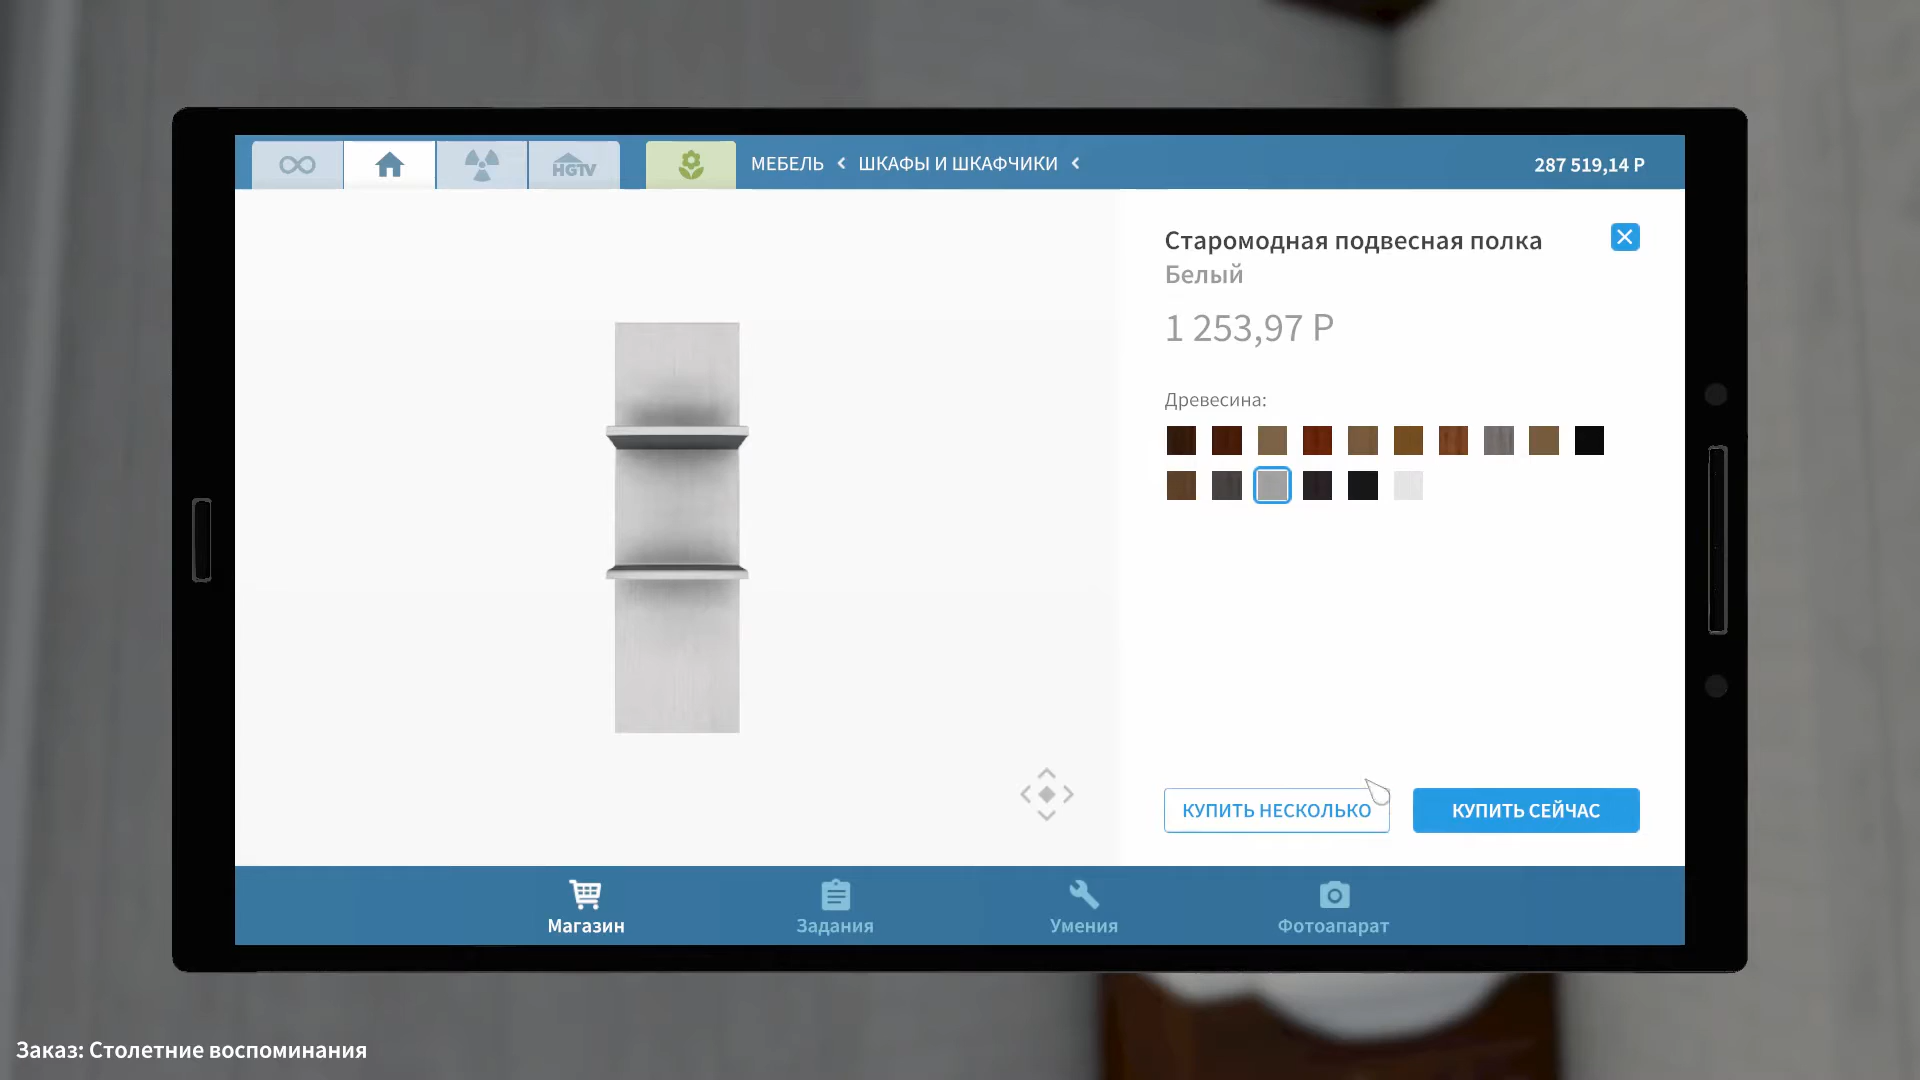 HGTV
МЕБЕЛЬ < ШКАФЫ И ШКАФЧИКИ <
287 519,14 Р
Старомодная подвесная полка
Белый
1 253,97 Р
Древесина:
КУПИТЬ НЕСКОЛЬКО
КУПИТЬ СЕЙЧАС
Магазин
Задания
Умения
Фотоаппарат
Заказ: Столетние воспоминания